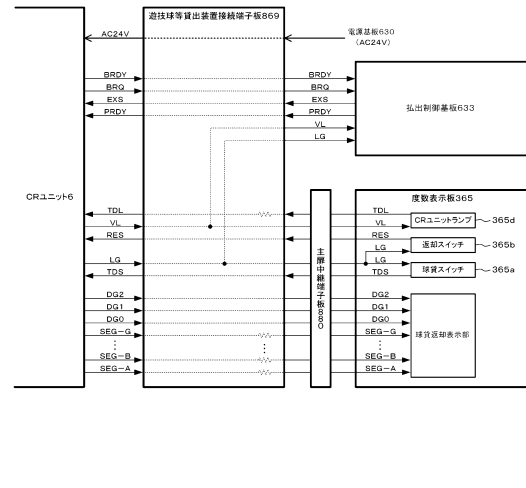 遊技球等貸出装置接続端子板869
AC24V
電源基板630
(AC24V)
BRDY
BRDY
BRQ
BRQ
EXS
EXS
PRDY
PRDY
VL
LG
払出制御基板633
CRユニット6
度数表示板365
TDL
TDL
CRユニットランプ
365d
VL
VL
RES
RES
LG
返却スイッチ
365b
LG
LG
TDS
TDS
球貸スイッチ
365a
主扉中継端子板880
DG2
DG2
DG1
DG1
DG0
DG0
SEG-G
SEG-G
球貸返却表示部
SEG-B
SEG-B
SEG-A
SEG-A